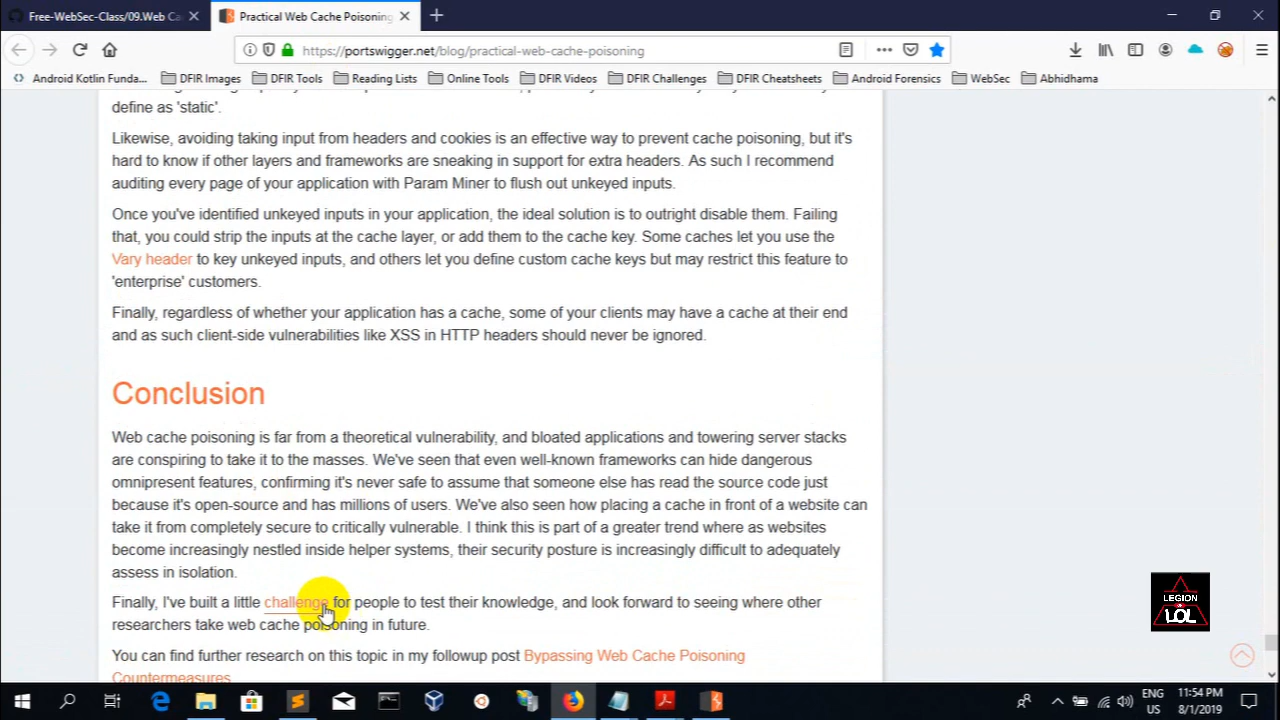 Free-WebSec-Class/09.Web Ca
Practical Web Cache Poisoning
https://portswigger.net/blog/practical-web-cache-poisoning
Android Kotlin Funda...
DFIR Images
DFIR Tools
Reading Lists
Online Tools
DFIR Videos
DFIR Challenges
DFIR Cheatsheets
Android Forensics
WebSec
Abhidhama
define as 'static'.
Likewise, avoiding taking input from headers and cookies is an effective way to prevent cache poisoning, but it's
hard to know if other layers and frameworks are sneaking in support for extra headers. As such I recommend
auditing every page of your application with Param Miner to flush out unkeyed inputs.
Once you've identified unkeyed inputs in your application, the ideal solution is to outright disable them. Failing
that, you could strip the inputs at the cache layer, or add them to the cache key. Some caches let you use the
Vary header to key unkeyed inputs, and others let you define custom cache keys but may restrict this feature to
'enterprise' customers.
Finally, regardless of whether your application has a cache, some of your clients may have a cache at their end
and as such client-side vulnerabilities like XSS in HTTP headers should never be ignored.
Conclusion
Web cache poisoning is far from a theoretical vulnerability, and bloated applications and towering server stacks
are conspiring to take it to the masses. We've seen that even well-known frameworks can hide dangerous
omnipresent features, confirming it's never safe to assume that someone else has read the source code just
because it's open-source and has millions of users. We've also seen how placing a cache in front of a website can
take it from completely secure to critically vulnerable. I think this is part of a greater trend where as websites
become increasingly nestled inside helper systems, their security posture is increasingly difficult to adequately
assess in isolation.
Finally, I've built a little challenge for people to test their knowledge, and look forward to seeing where other
researchers take web cache poisoning in future.
You can find further research on this topic in my followup post Bypassing Web Cache Poisoning
Countermeasures
LEGION
LOL
ENG
US
11:54 PM
8/1/2019